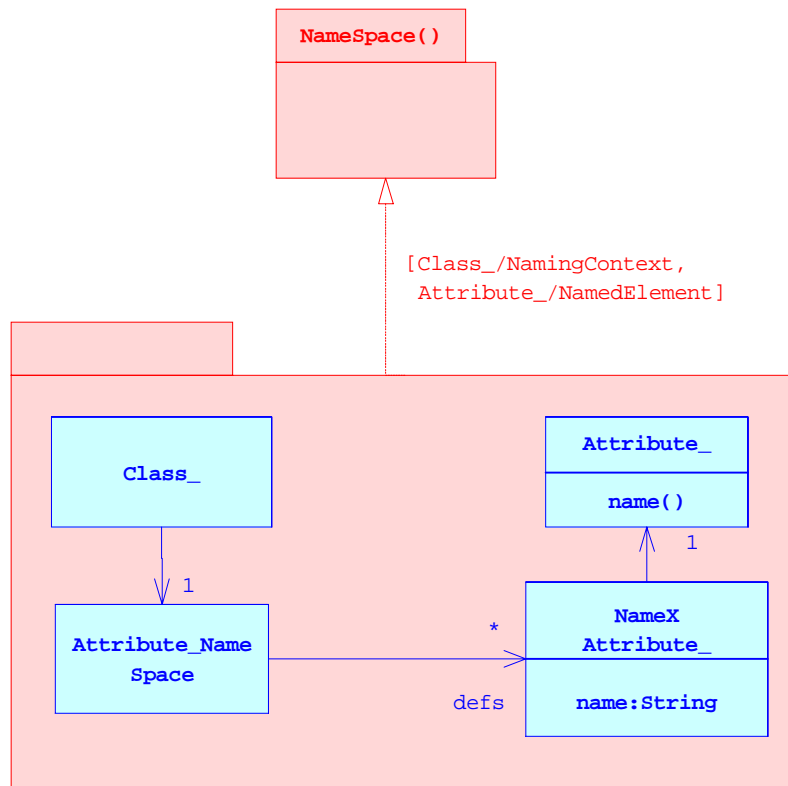 NameSpace()
[Class_/NamingContext,
Attribute_/NamedElement]
Class_
Attribute_
name()
1
1
Attribute_Name
Space
*
defs
NameX
Attribute_
name:String